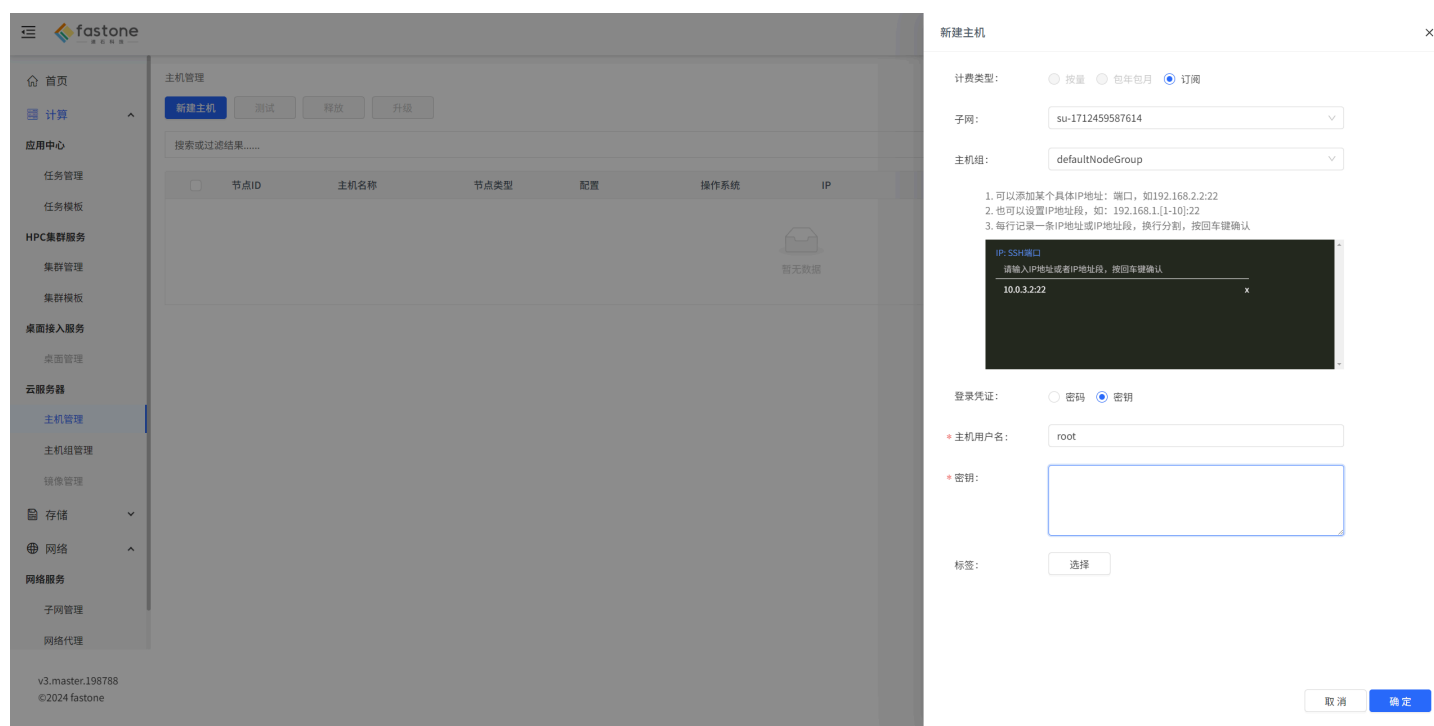 fastone
速石科技
首页
计算
应用中心
任务管理
任务模板
HPC集群服务
集群管理
集群模板
桌面接入服务
桌面管理
云服务器
主机管理
主机组管理
镜像管理
存储
网络
网络服务
子网管理
网络代理
v3.master.198788
©2024 fastone
主机管理
新建主机 测试 释放 升级
搜索或过滤结果......
节点ID 主机名称 节点类型 配置 操作系统 IP
暂无数据
新建主机
计费类型: 按量 包年包月 订阅
子网: su-1712459587614
主机组: defaultNodeGroup
1. 可以添加某个具体IP地址：端口，如192.168.2.2:22
2. 也可以设置IP地址段，如：192.168.1.[1-10]:22
3. 每行记录一条IP地址或IP地址段，换行分割，按回车键确认
IP: SSH端口
请输入IP地址或者IP地址段，按回车键确认
10.0.3.2:22 x
登录凭证: 密码 密钥
* 主机用户名: root
* 密钥:
标签: 选择
取消 确定